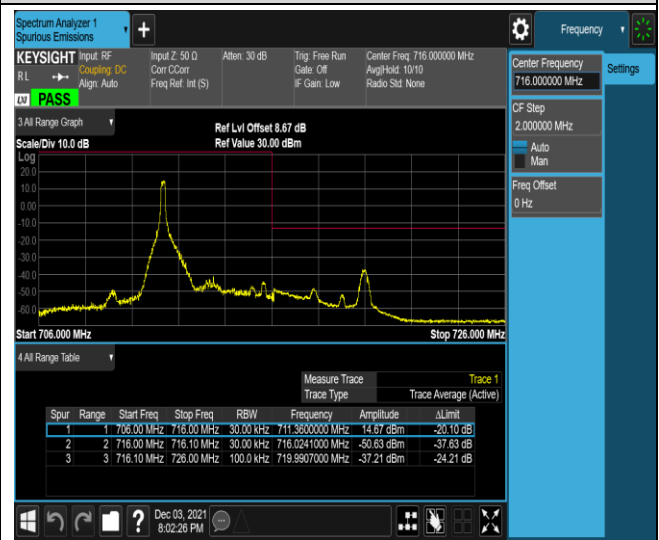 Spectrum Analyzer 1
Spurious Emissions
+
Frequency
KEYSIGHT
Input: RF
Coupling: DC
Align: Auto
Input Z: 50 Ω
Corr CCorr
Freq Ref: Int (S)
Atten: 30 dB
Trig: Free Run
Gate: Off
IF Gain: Low
Center Freq: 716.000000 MHz
Avg|Hold: 10/10
Radio Std: None
R L
LXI PASS
Center Frequency
716.000000 MHz
Settings
CF Step
2.000000 MHz
Auto
Man
Freq Offset
0 Hz
3 All Range Graph
Scale/Div 10.0 dB
Ref Lvl Offset 8.67 dB
Ref Value 30.00 dBm
Log
20.0
10.0
0.00
-10.0
-20.0
-30.0
-40.0
-50.0
-60.0
Start 706.000 MHz
Stop 726.000 MHz
4 All Range Table
Measure Trace Trace 1
Trace Type Trace Average (Active)
Spur Range Start Freq Stop Freq RBW Frequency Amplitude ΔLimit
1 1 706.00 MHz 716.00 MHz 30.00 kHz 711.3600000 MHz 14.67 dBm -20.10 dB
2 2 716.00 MHz 716.10 MHz 30.00 kHz 716.0241000 MHz -50.63 dBm -37.63 dB
3 3 716.10 MHz 726.00 MHz 100.0 kHz 719.9907000 MHz -37.21 dBm -24.21 dB
?
Dec 03, 2021
8:02:26 PM